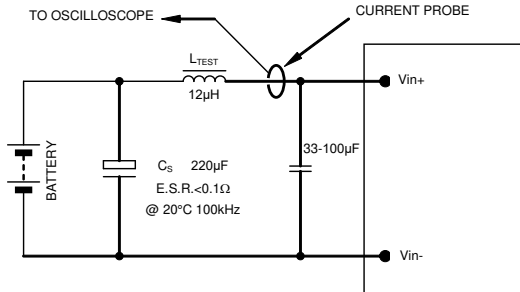 TO OSCILLOSCOPE
CURRENT PROBE
LTEST
12µH
Vin+
BATTERY
CS 220µF
E.S.R.<0.1Ω
@ 20°C 100kHz
33-100µF
Vin-